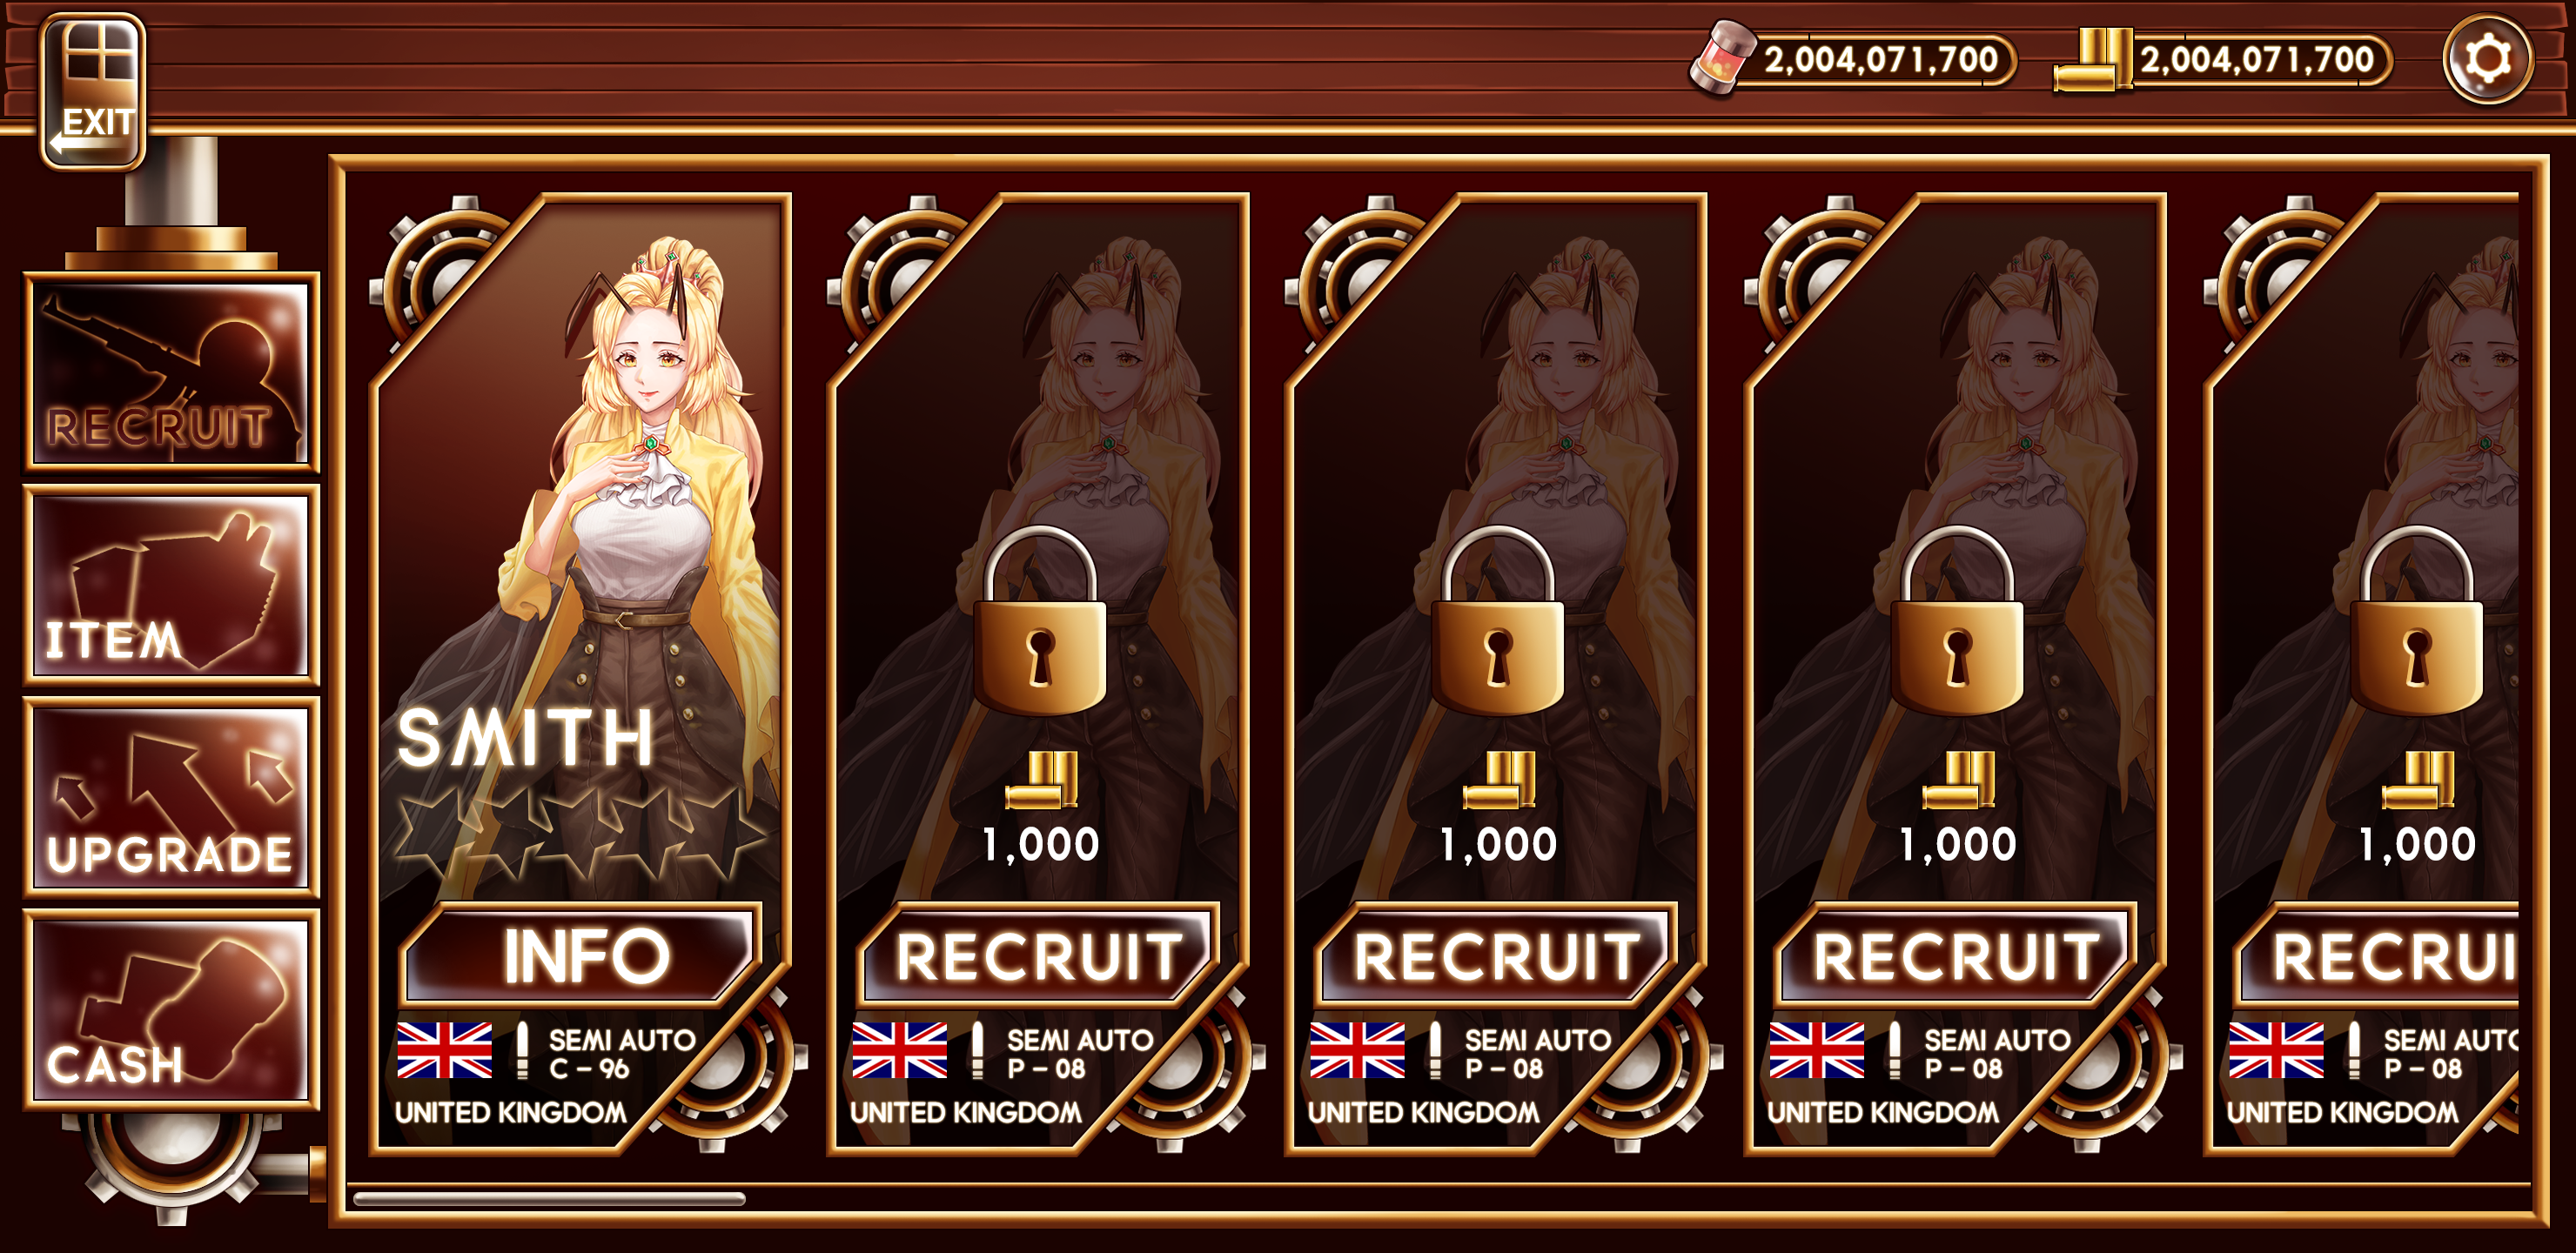 EXIT
2,004,071,700
2,004,071,700
RECRUIT
ITEM
UPGRADE
CASH
SMITH
INFO
SEMI AUTO
C - 96
UNITED KINGDOM
1,000
RECRUIT
SEMI AUTO
P - 08
UNITED KINGDOM
1,000
RECRUIT
SEMI AUTO
P - 08
UNITED KINGDOM
1,000
RECRUIT
SEMI AUTO
P - 08
UNITED KINGDOM
1,000
RECRUI
SEMI AUTO
P - 08
UNITED KINGDOM